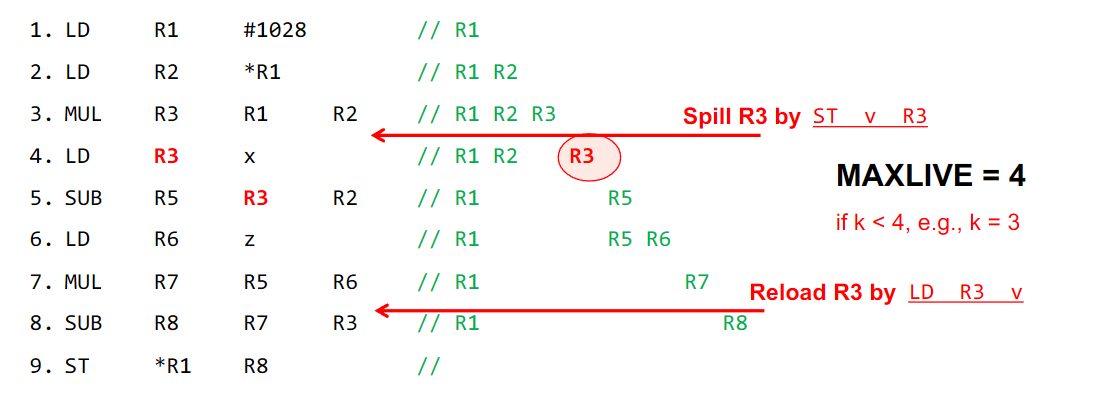 1. LD R1 #1028 // R1
2. LD R2 *R1 // R1 R2
3. MUL R3 R1 R2 // R1 R2 R3
Spill R3 by ST v R3
4. LD R3 x // R1 R2 R3
MAXLIVE = 4
5. SUB R5 R3 R2 // R1 R5
if k < 4, e.g., k = 3
6. LD R6 z // R1 R5 R6
7. MUL R7 R5 R6 // R1 R7
Reload R3 by LD R3 v
8. SUB R8 R7 R3 // R1 R8
9. ST *R1 R8 //